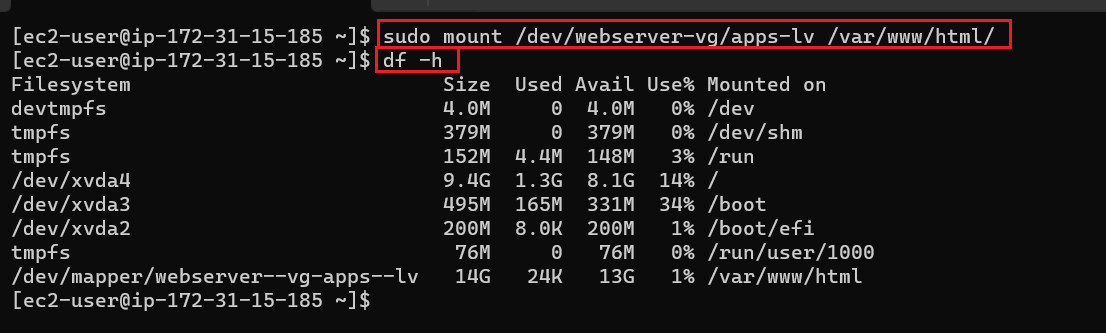 [ec2-user@ip-172-31-15-185 ~]$ sudo mount /dev/webserver-vg/apps-lv /var/www/html/
[ec2-user@ip-172-31-15-185 ~]$ df -h
Filesystem                          Size  Used Avail Use% Mounted on
devtmpfs                            4.0M     0  4.0M   0% /dev
tmpfs                               379M     0  379M   0% /dev/shm
tmpfs                               152M  4.4M  148M   3% /run
/dev/xvda4                          9.4G  1.3G  8.1G  14% /
/dev/xvda3                          495M  165M  331M  34% /boot
/dev/xvda2                          200M  8.0K  200M   1% /boot/efi
tmpfs                                76M     0   76M   0% /run/user/1000
/dev/mapper/webserver--vg-apps--lv   14G   24K   13G   1% /var/www/html
[ec2-user@ip-172-31-15-185 ~]$